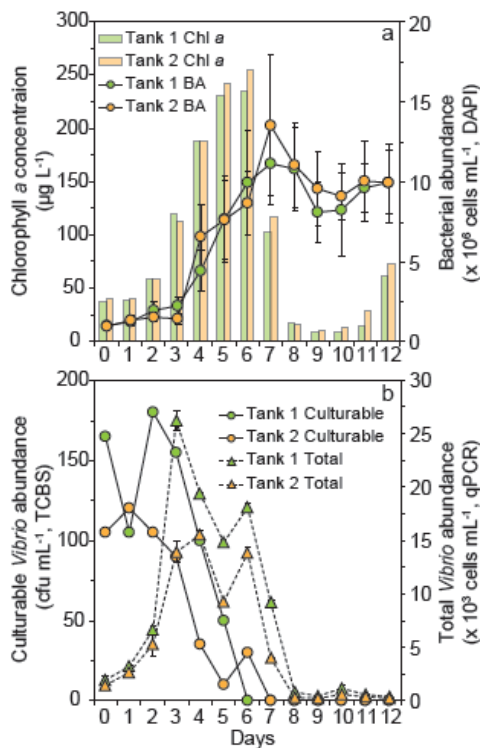 a
Tank 1 Chl a
Tank 2 Chl a
Tank 1 BA
Tank 2 BA
Chlorophyll a concentraion
(µg L-1)
300
250
200
150
100
50
0
Bacterial abundance
(x 10⁶ cells mL-1, DAPI)
20
15
10
5
0
0 1 2 3 4 5 6 7 8 9 10 11 12
b
Tank 1 Culturable
Tank 2 Culturable
Tank 1 Total
Tank 2 Total
Culturable Vibrio abundance
(cfu mL-1, TCBS)
200
150
100
50
0
Total Vibrio abundance
(x 10³ cells mL-1, qPCR)
30
25
20
15
10
5
0
0 1 2 3 4 5 6 7 8 9 10 11 12
Days